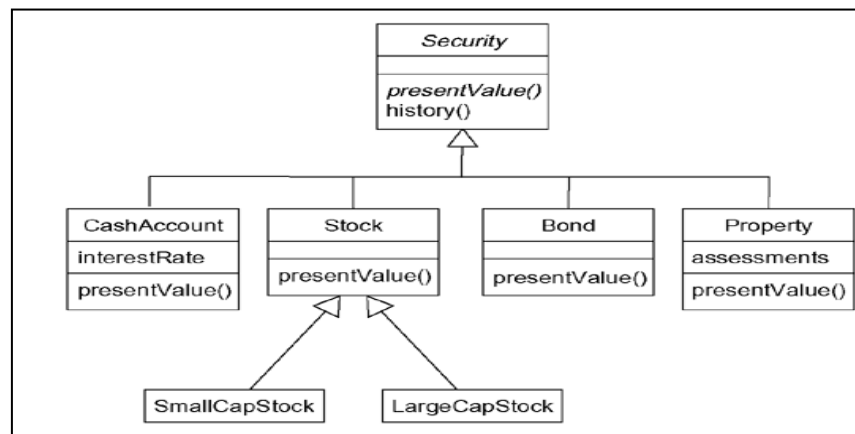 Security
presentValue()
history()
CashAccount
interestRate
presentValue()
Stock
presentValue()
Bond
presentValue()
Property
assessments
presentValue()
SmallCapStock
LargeCapStock